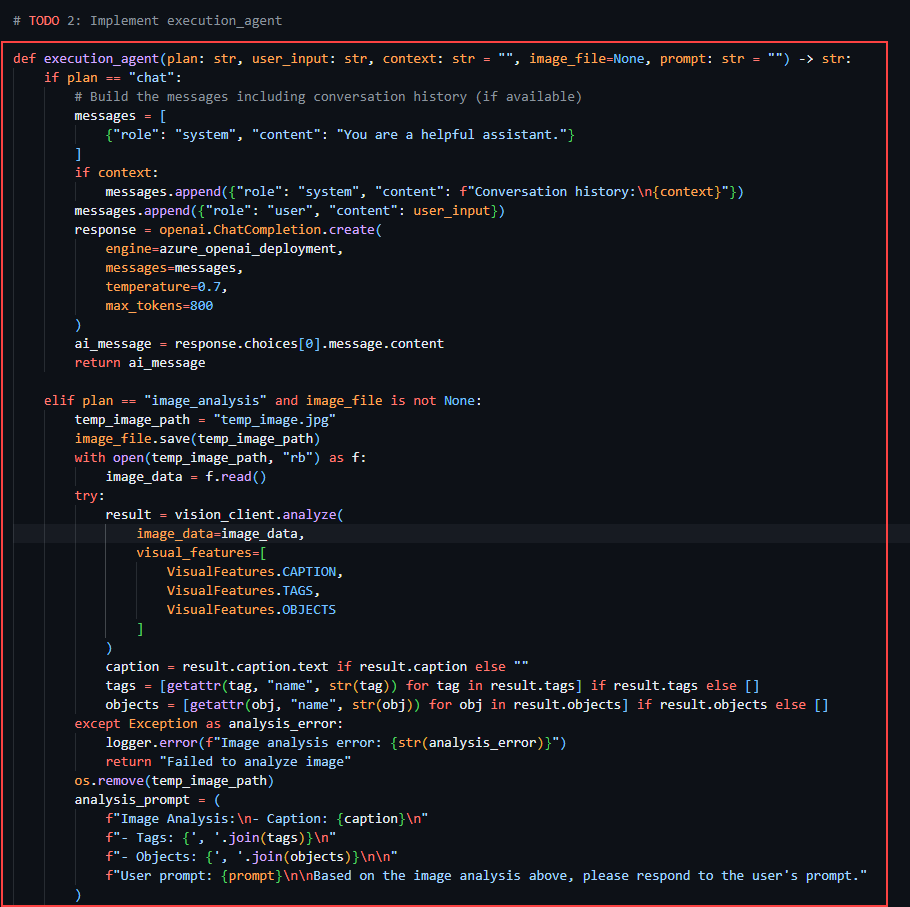 # TODO 2: Implement execution_agent
def execution_agent(plan: str, user_input: str, context: str = "", image_file=None, prompt: str = "") -> str:
    if plan == "chat":
        # Build the messages including conversation history (if available)
        messages = [
            {"role": "system", "content": "You are a helpful assistant."}
        ]
        if context:
            messages.append({"role": "system", "content": f"Conversation history:\n{context}"})
        messages.append({"role": "user", "content": user_input})
        response = openai.ChatCompletion.create(
            engine=azure_openai_deployment,
            messages=messages,
            temperature=0.7,
            max_tokens=800
        )
        ai_message = response.choices[0].message.content
        return ai_message

    elif plan == "image_analysis" and image_file is not None:
        temp_image_path = "temp_image.jpg"
        image_file.save(temp_image_path)
        with open(temp_image_path, "rb") as f:
            image_data = f.read()
        try:
            result = vision_client.analyze(
                image_data=image_data,
                visual_features=[
                    VisualFeatures.CAPTION,
                    VisualFeatures.TAGS,
                    VisualFeatures.OBJECTS
                ]
            )
            caption = result.caption.text if result.caption else ""
            tags = [getattr(tag, "name", str(tag)) for tag in result.tags] if result.tags else []
            objects = [getattr(obj, "name", str(obj)) for obj in result.objects] if result.objects else []
        except Exception as analysis_error:
            logger.error(f"Image analysis error: {str(analysis_error)}")
            return "Failed to analyze image"
        os.remove(temp_image_path)
        analysis_prompt = (
            f"Image Analysis:\n- Caption: {caption}\n"
            f"- Tags: {', '.join(tags)}\n"
            f"- Objects: {', '.join(objects)}\n\n"
            f"User prompt: {prompt}\n\nBased on the image analysis above, please respond to the user's prompt."
        )